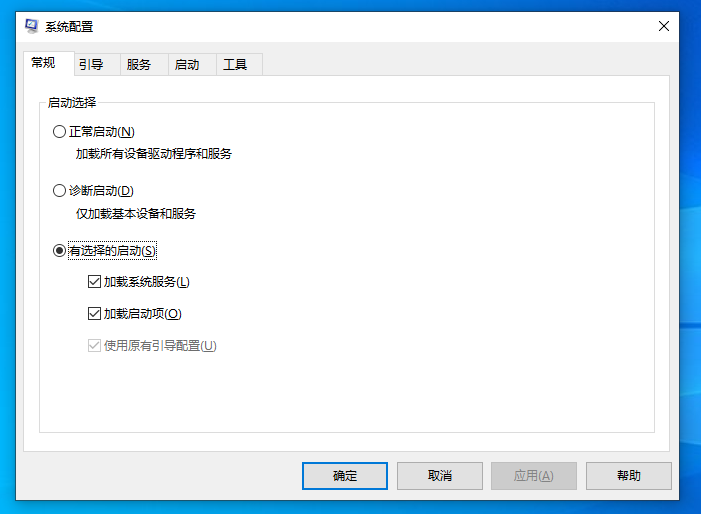 系统配置
常规 引导 服务 启动 工具
启动选择
正常启动(N)
加载所有设备驱动程序和服务
诊断启动(D)
仅加载基本设备和服务
有选择的启动(S)
加载系统服务(L)
加载启动项(O)
使用原有引导配置(U)
确定 取消 应用(A) 帮助